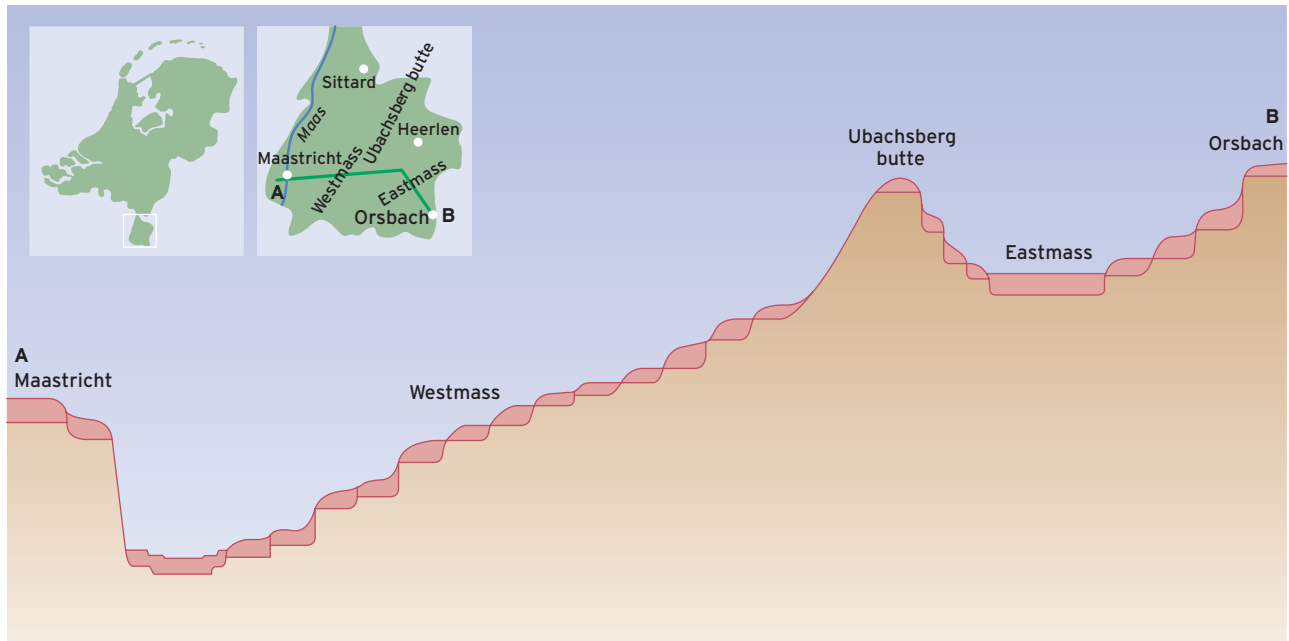 Sittard
Maas
Ubachsberg butte
Heerlen
Maastricht
Westmass
Eastmass
A
Orsbach
B
Ubachsberg
butte
B
Orsbach
Eastmass
A
Maastricht
Westmass